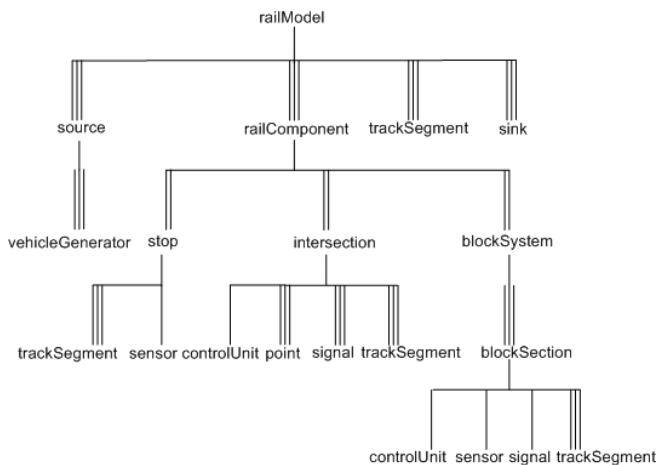 railModel
source railComponent trackSegment sink
vehicleGenerator stop intersection blockSystem
trackSegment sensor controlUnit point signal trackSegment blockSection
controlUnit sensor signal trackSegment